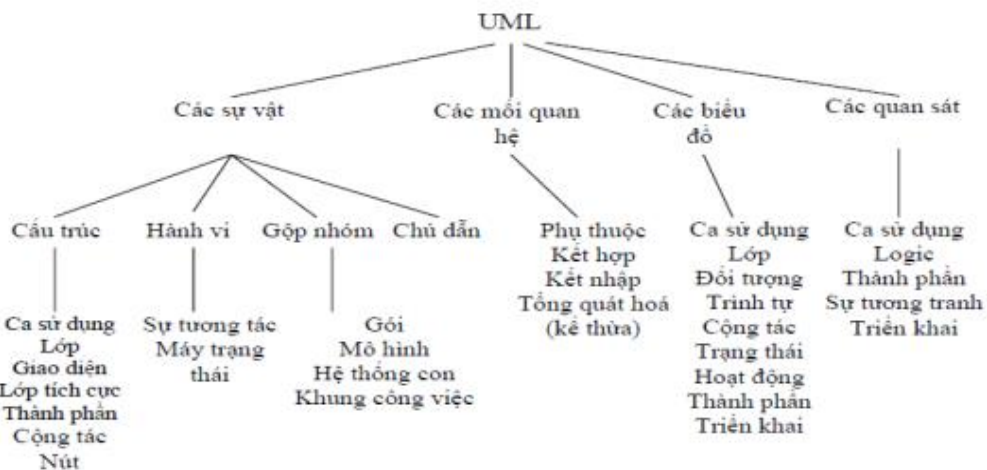 UML
Các sự vật
Các mối quan
hệ
Các biểu
đồ
Các quan sát
Cấu trúc
Hành vi
Gộp nhóm
Chú dẫn
Ca sử dụng
Lớp
Giao diện
Lớp tích cực
Thành phần
Cộng tác
Nút
Sự tương tác
Máy trạng
thái
Gói
Mô hình
Hệ thống con
Khung công việc
Phụ thuộc
Kết hợp
Kết nhập
Tổng quát hoá
(kế thừa)
Ca sử dụng
Lớp
Đối tượng
Trình tự
Cộng tác
Trạng thái
Hoạt động
Thành phần
Triển khai
Ca sử dụng
Logic
Thành phần
Sự tương tranh
Triển khai